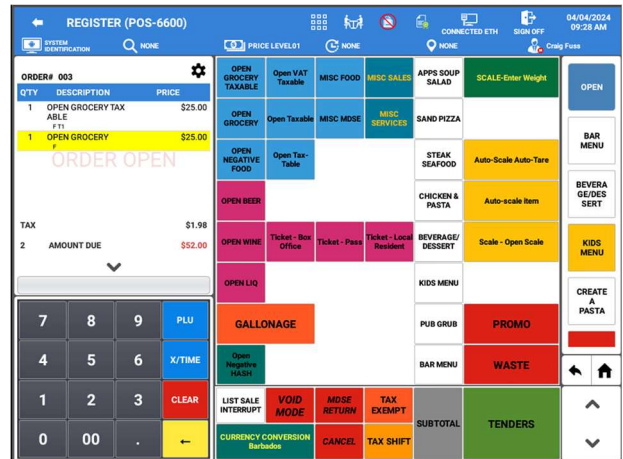 REGISTER (POS-6600)
CONNECTED ETH
SIGN OFF
04/04/2024
09:28 AM
SYSTEM
IDENTIFICATION
NONE
PRICE LEVEL01
NONE
NONE
Craig Fuss
ORDER# 003
Q'TY DESCRIPTION PRICE
1 OPEN GROCERY TAX $25.00
ABLE
F T1
1 OPEN GROCERY $25.00
F
ORDER OPEN
TAX $1.98
2 AMOUNT DUE $52.00
7 8 9 PLU
4 5 6 X/TIME
1 2 3 CLEAR
0 00 . ←
OPEN
GROCERY
TAXABLE
Open VAT
Taxable
MISC FOOD
MISC SALES
APPS SOUP
SALAD
SCALE-Enter Weight
OPEN
GROCERY
Open Taxable
MISC MDSE
MISC
SERVICES
SAND PIZZA
OPEN
NEGATIVE
FOOD
Open Tax-
Table
STEAK
SEAFOOD
Auto-Scale Auto-Tare
OPEN BEER
CHICKEN &
PASTA
Auto-scale item
OPEN WINE
Ticket - Box
Office
Ticket - Pass
Ticket - Local
Resident
BEVERAGE/
DESSERT
Scale - Open Scale
OPEN LIQ
KIDS MENU
GALLONAGE
PUB GRUB
PROMO
Open
Negative
HASH
BAR MENU
WASTE
LIST SALE
INTERRUPT
VOID
MODE
MDSE
RETURN
TAX
EXEMPT
SUBTOTAL
TENDERS
CURRENCY CONVERSION
Barbados
CANCEL
TAX SHIFT
OPEN
BAR
MENU
BEVERA
GE/DES
SERT
KIDS
MENU
CREATE
A
PASTA